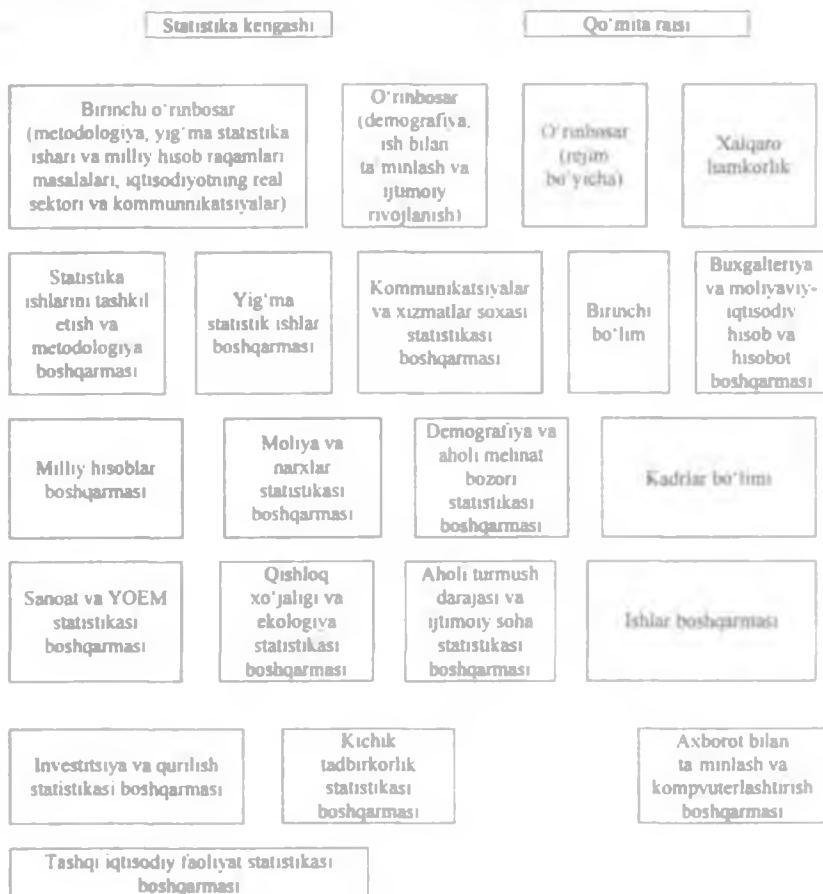 Statistika kengashi
Qo‘mita raisi
Birinchi o‘rinbosar
(metodologiya, yig‘ma statistika
ishari va milliy hisob raqamlari
masalalari, iqtisodiyotning real
sektori va kommunnikatsiyalar)
O‘rinbosar
(demografiya,
ish bilan
ta minlash va
ijtimoiy
rivojlanish)
O‘rinbosar
(rejim
bo‘yicha)
Xalqaro
hamkorlik
Statistika
ishlarini tashkil
etish va
metodologiya
boshqarmasi
Yig‘ma
statistik ishlar
boshqarmasi
Kommunikatsiyalar
va xizmatlar soxasi
statistikasi
boshqarmasi
Birinchi
bo‘lim
Buxgalteriya
va moliyaviy-
iqtisodiy
hisob va
hisobot
boshqarmasi
Milliy hisoblar
boshqarmasi
Moliya va
narxlar
statistikasi
boshqarmasi
Demografiya va
aholi mehnat
bozori
statistikasi
boshqarmasi
Kadrlar bo‘limi
Sanoat va YOEM
statistikasi
boshqarmasi
Qishloq
xo‘jaligi va
ekologiya
statistikasi
boshqarmasi
Aholi turmush
darajasi va
ijtimoiy soha
statistikasi
boshqarmasi
Ishlar boshqarmasi
Investitsiya va qurilish
statistikasi boshqarmasi
Kichik
tadbirkorlik
statistikasi
boshqarmasi
Axborot bilan
ta minlash va
kompyuterlashtirish
boshqarmasi
Tashqi iqtisodiy faoliyat statistikasi
boshqarmasi